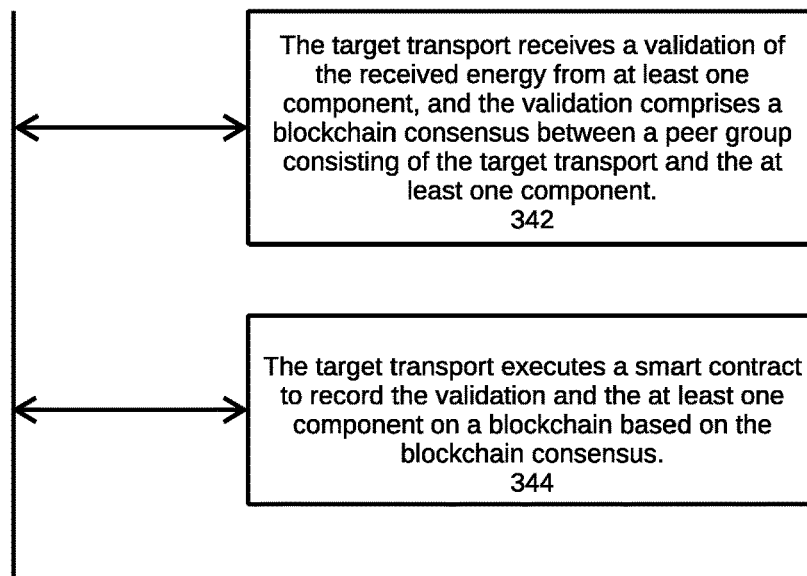 The target transport receives a validation of
the received energy from at least one
component, and the validation comprises a
blockchain consensus between a peer group
consisting of the target transport and the at
least one component.
342
The target transport executes a smart contract
to record the validation and the at least one
component on a blockchain based on the
blockchain consensus.
344